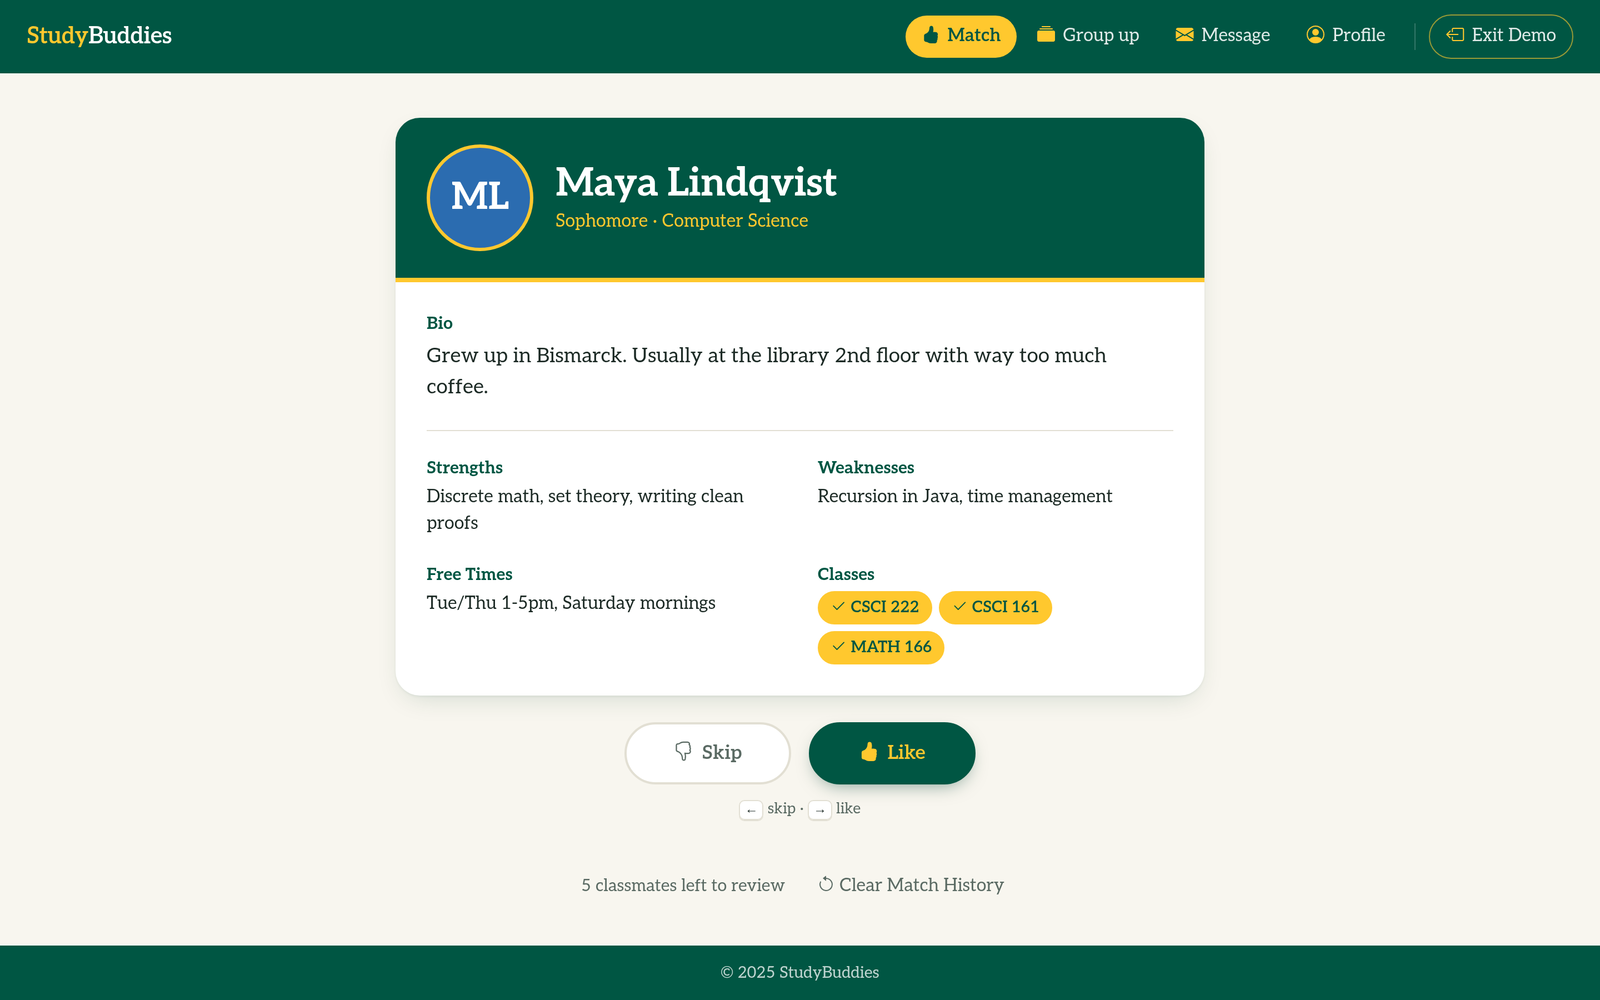 StudyBuddies
Match
Group up
Message
Profile
Exit Demo
ML
Maya Lindqvist
Sophomore · Computer Science
Bio
Grew up in Bismarck. Usually at the library 2nd floor with way too much
coffee.
Strengths
Discrete math, set theory, writing clean
proofs
Weaknesses
Recursion in Java, time management
Free Times
Tue/Thu 1-5pm, Saturday mornings
Classes
✓ CSCI 222 ✓ CSCI 161
✓ MATH 166
Skip
Like
← skip · → like
5 classmates left to review
Clear Match History
© 2025 StudyBuddies